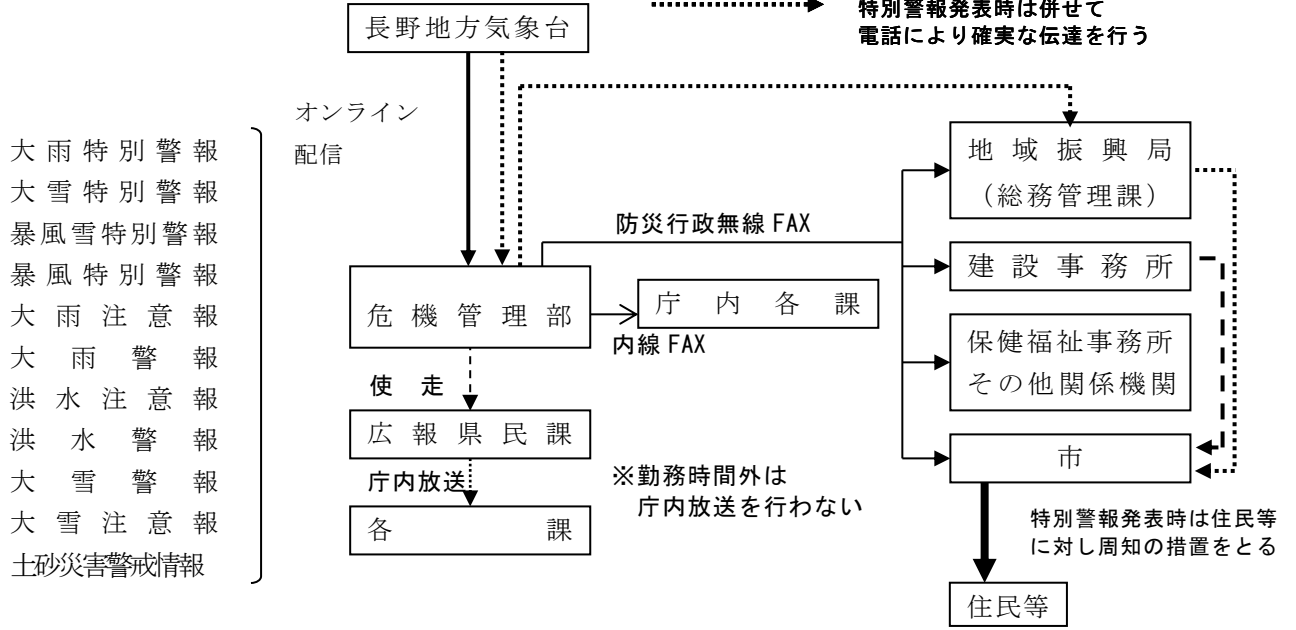 特別警報発表時は併せて
電話により確実な伝達を行う
長野地方気象台
オンライン
配信
大雨特別警報
大雪特別警報
暴風雪特別警報
暴風特別警報
大雨注意報
大雨警報
洪水注意報
洪水警報
大雪警報
大雪注意報
土砂災害警戒情報
防災行政無線 FAX
危機管理部
庁内各課
内線 FAX
使走
広報県民課
庁内放送
各課
※勤務時間外は
庁内放送を行わない
地域振興局
（総務管理課）
建設事務所
保健福祉事務所
その他関係機関
市
特別警報発表時は住民等
に対し周知の措置をとる
住民等